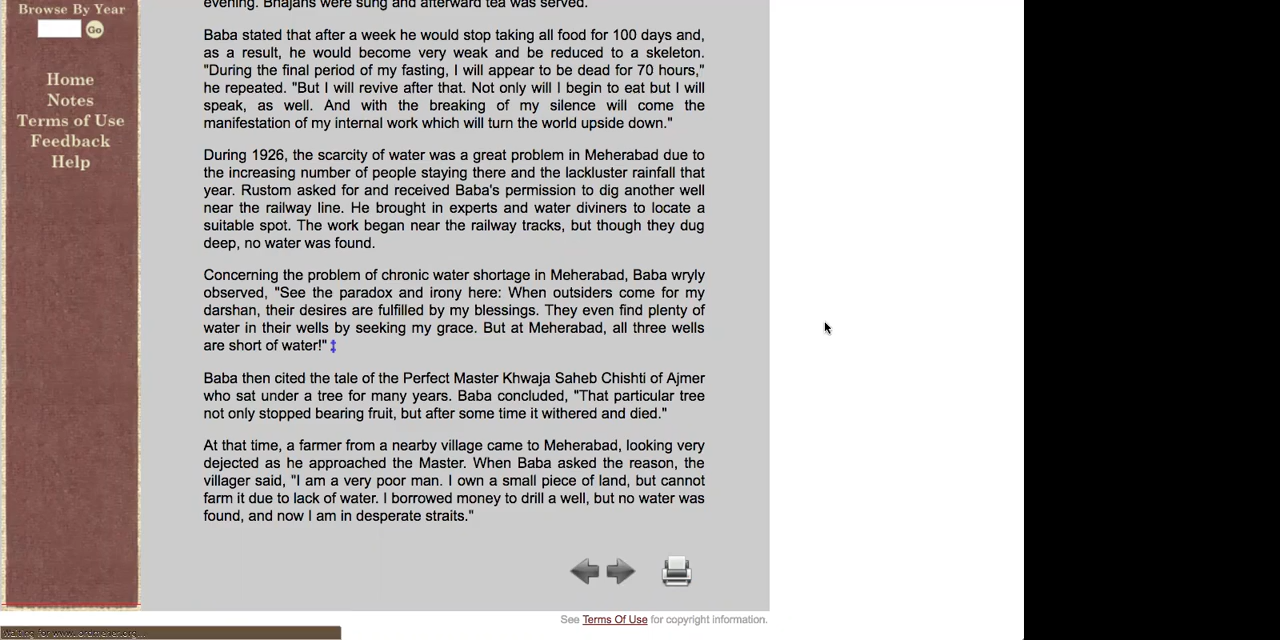 Browse By Year
Go
Home
Notes
Terms of Use
Feedback
Help
evening. Bhajans were sung and afterward tea was served.
Baba stated that after a week he would stop taking all food for 100 days and,
as a result, he would become very weak and be reduced to a skeleton.
"During the final period of my fasting, I will appear to be dead for 70 hours,"
he repeated. "But I will revive after that. Not only will I begin to eat but I will
speak, as well. And with the breaking of my silence will come the
manifestation of my internal work which will turn the world upside down."
During 1926, the scarcity of water was a great problem in Meherabad due to
the increasing number of people staying there and the lackluster rainfall that
year. Rustom asked for and received Baba's permission to dig another well
near the railway line. He brought in experts and water diviners to locate a
suitable spot. The work began near the railway tracks, but though they dug
deep, no water was found.
Concerning the problem of chronic water shortage in Meherabad, Baba wryly
observed, "See the paradox and irony here: When outsiders come for my
darshan, their desires are fulfilled by my blessings. They even find plenty of
water in their wells by seeking my grace. But at Meherabad, all three wells
are short of water!" ‡
Baba then cited the tale of the Perfect Master Khwaja Saheb Chishti of Ajmer
who sat under a tree for many years. Baba concluded, "That particular tree
not only stopped bearing fruit, but after some time it withered and died."
At that time, a farmer from a nearby village came to Meherabad, looking very
dejected as he approached the Master. When Baba asked the reason, the
villager said, "I am a very poor man. I own a small piece of land, but cannot
farm it due to lack of water. I borrowed money to drill a well, but no water was
found, and now I am in desperate straits."
See Terms Of Use for copyright information.
Waiting for www.lordmeher.org...